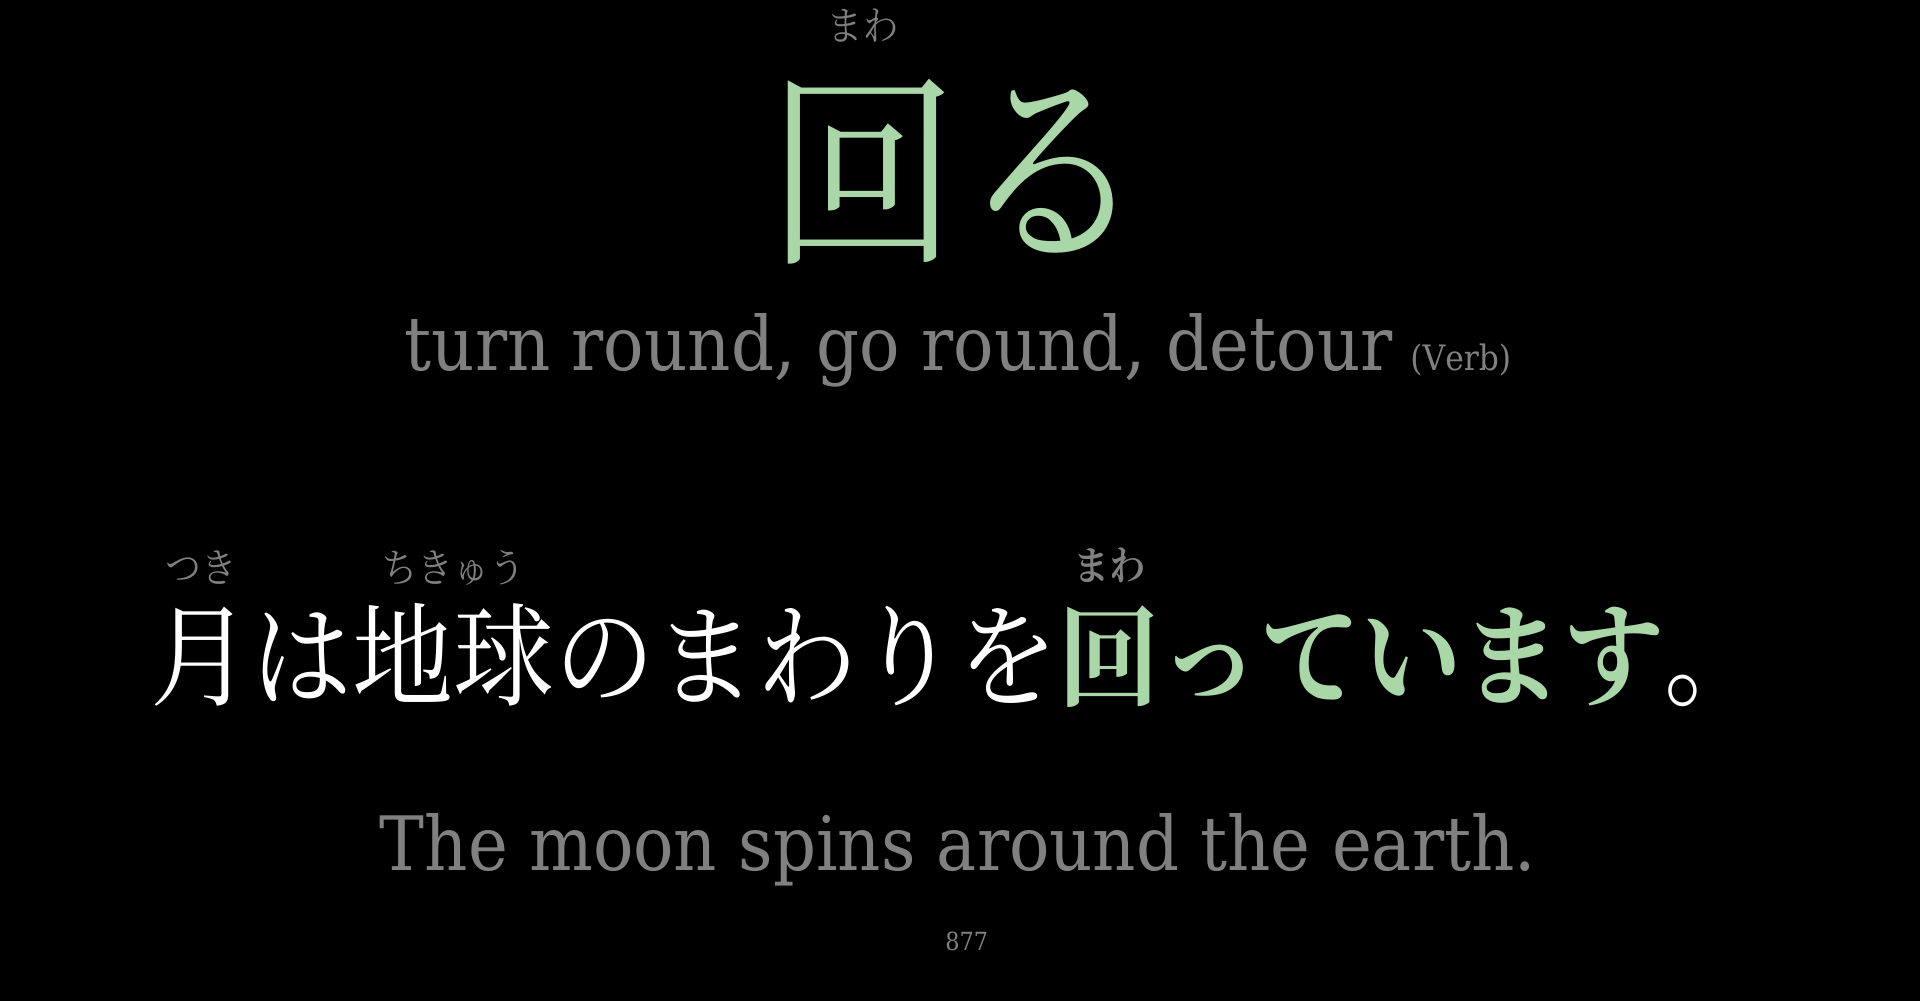 まわ
回る
turn round, go round, detour (Verb)
つき ちきゅう まわ
月は地球のまわりを回っています。
The moon spins around the earth.
877